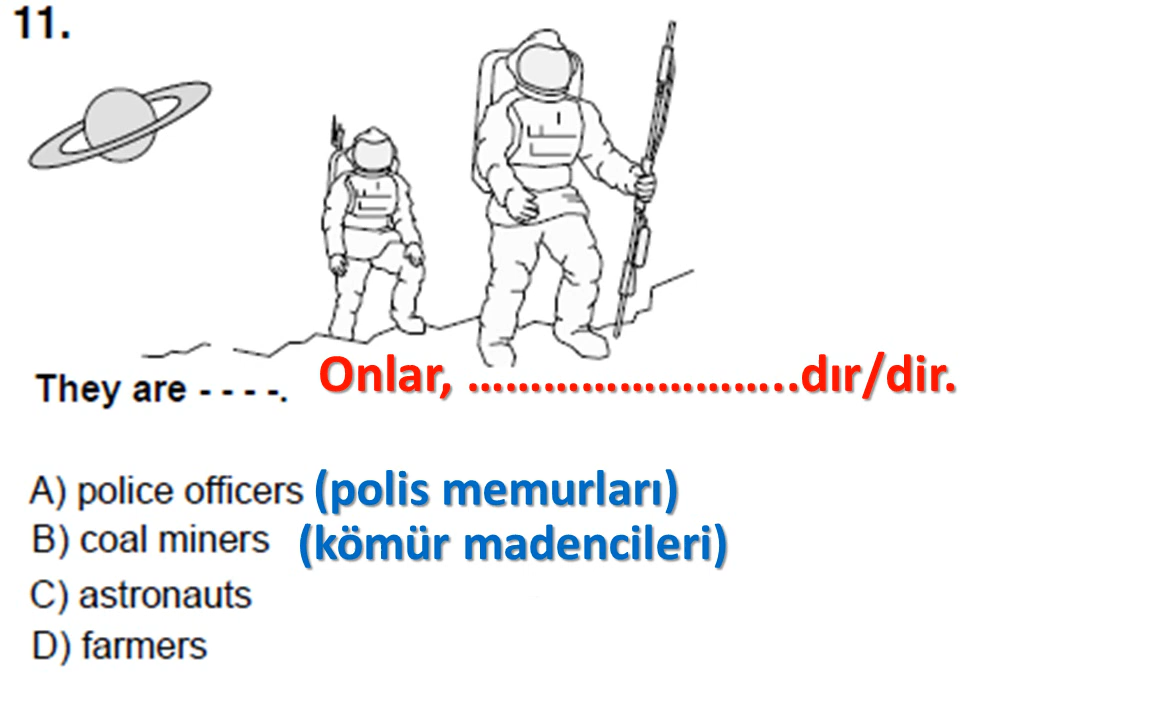 11.
They are - - - -. Onlar, ……………………..dır/dir.
A) police officers (polis memurları)
B) coal miners (kömür madencileri)
C) astronauts
D) farmers